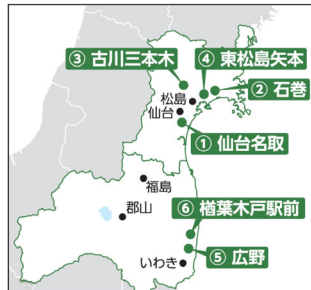 ③ 古川三本木
④ 東松島矢本
② 石巻
松島
仙台
① 仙台名取
福島
郡山
⑥ 楢葉木戸駅前
⑤ 広野
いわき